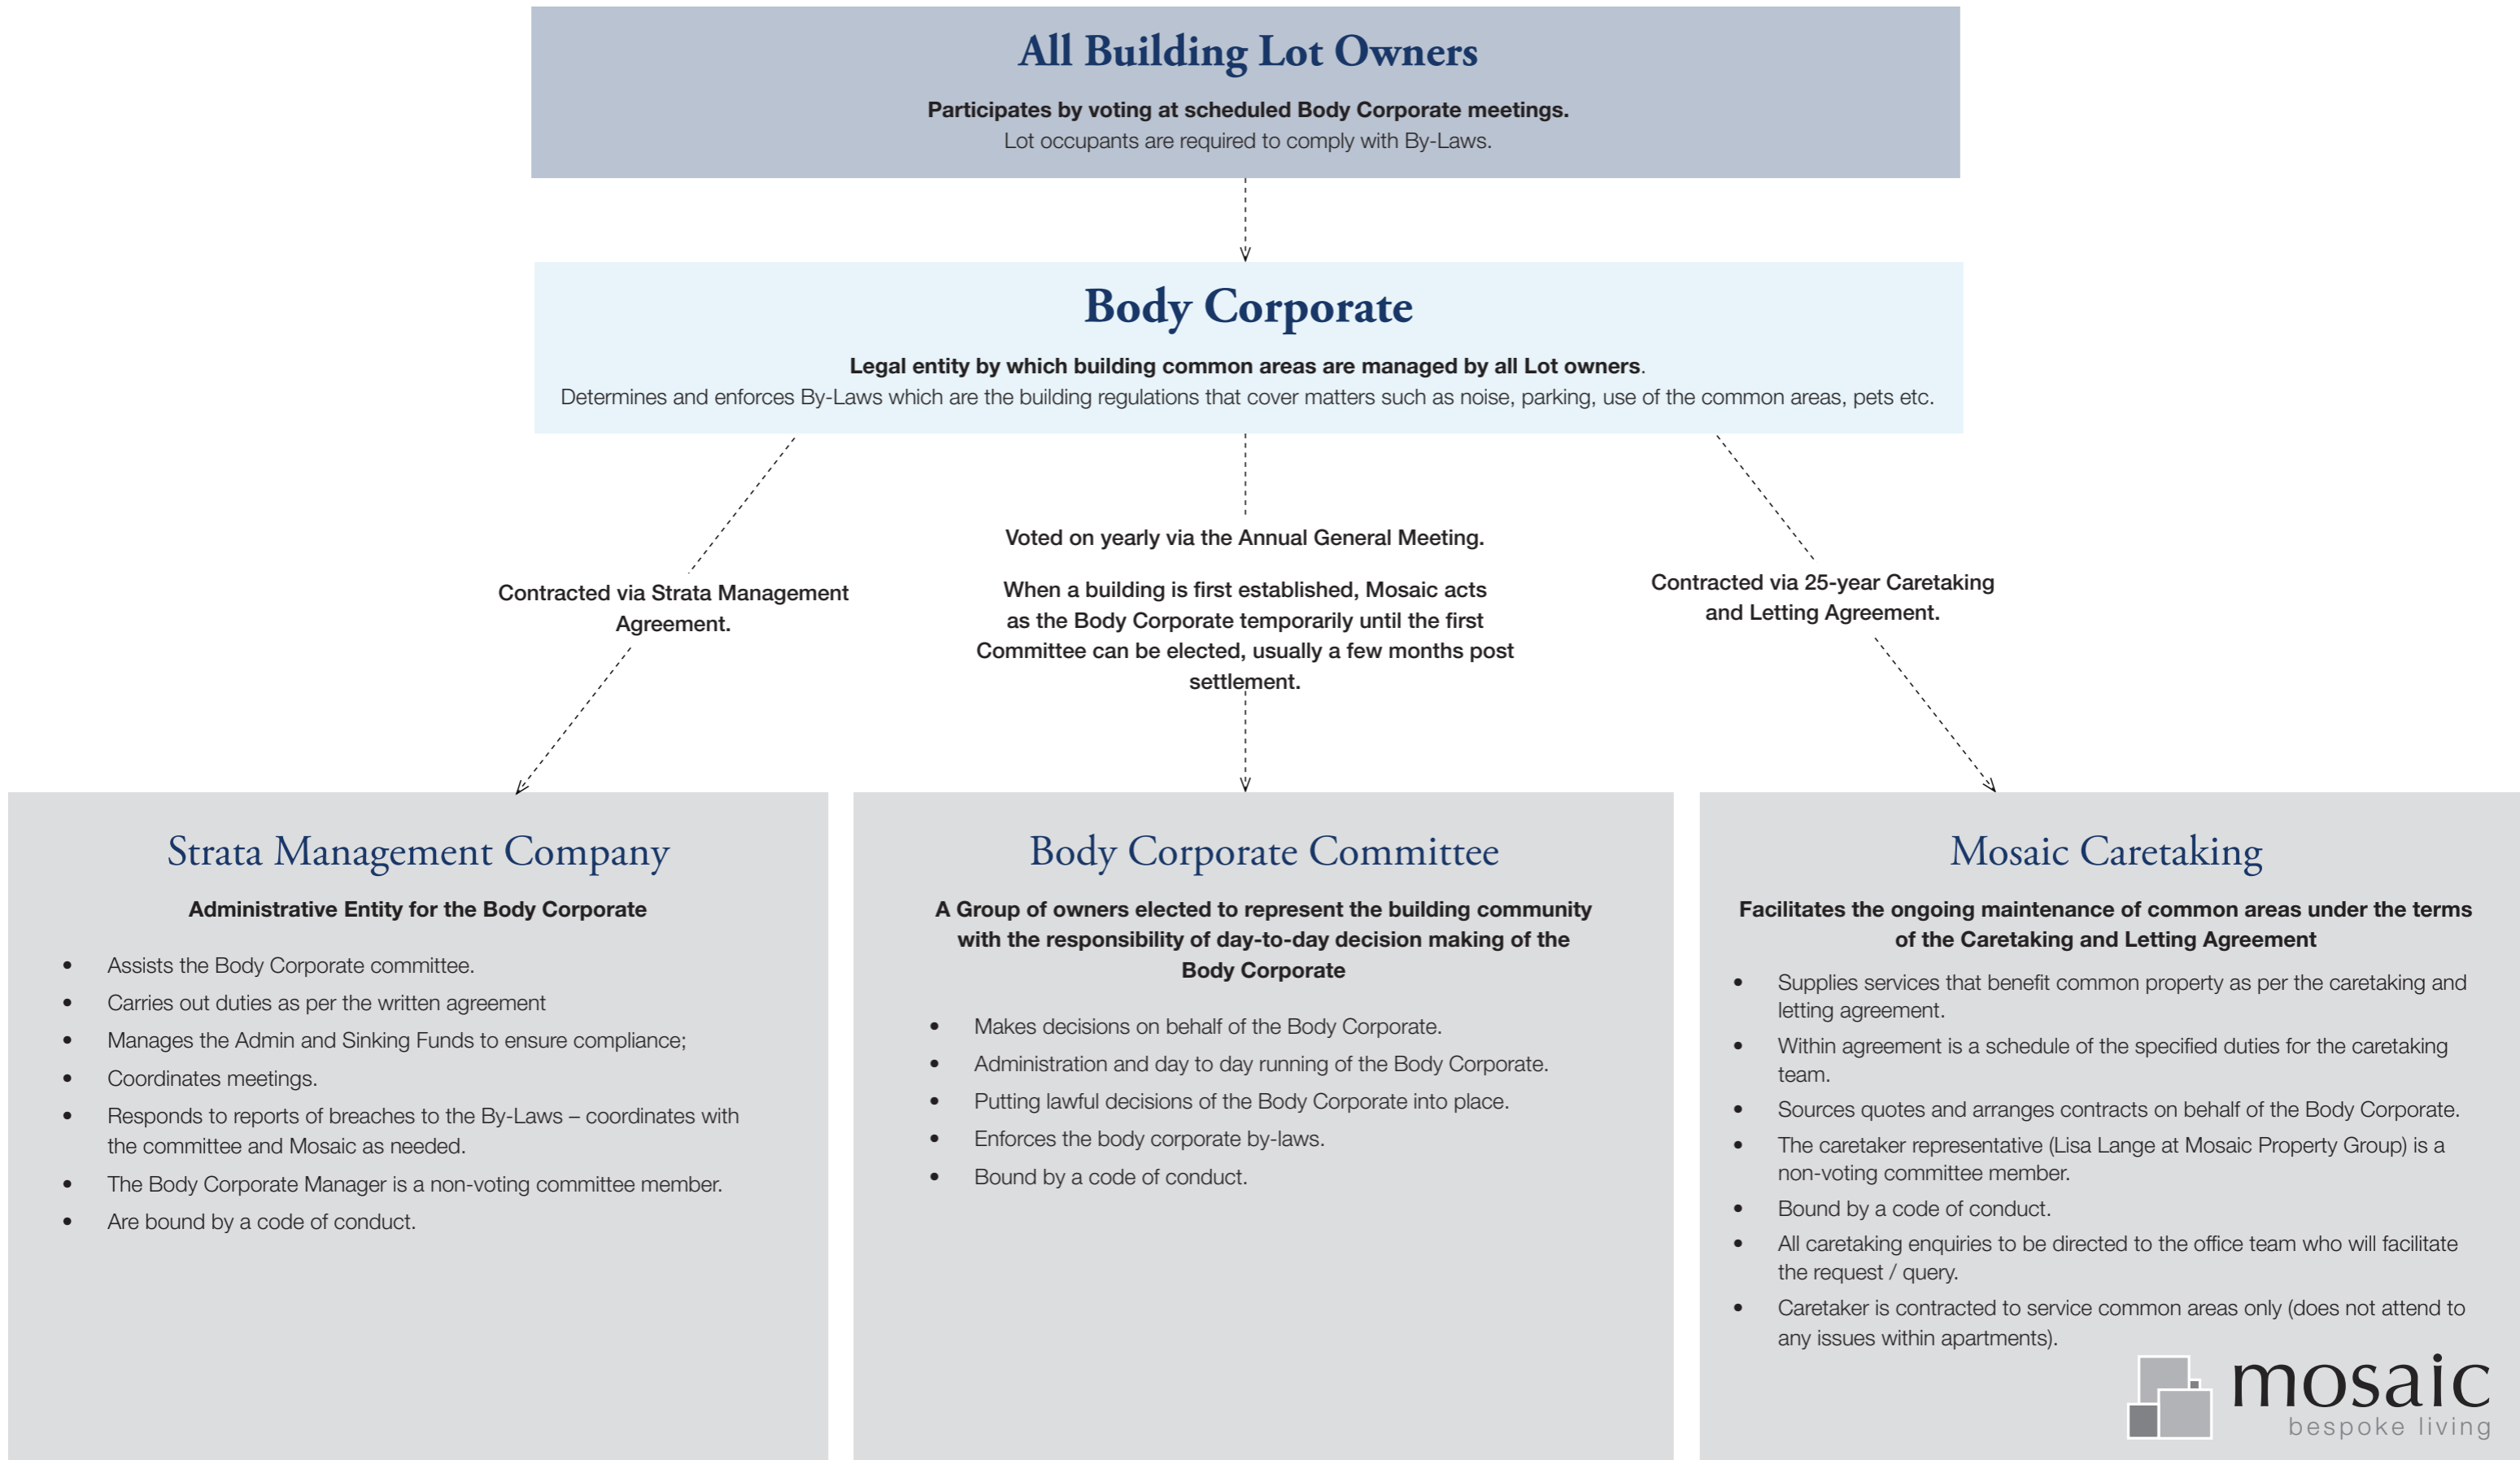 All Building Lot Owners
Participates by voting at scheduled Body Corporate meetings.
Lot occupants are required to comply with By-Laws.
Body Corporate
Legal entity by which building common areas are managed by all Lot owners.
Determines and enforces By-Laws which are the building regulations that cover matters such as noise, parking, use of the common areas, pets etc.
Contracted via Strata Management
Agreement.
Voted on yearly via the Annual General Meeting.
When a building is first established, Mosaic acts
as the Body Corporate temporarily until the first
Committee can be elected, usually a few months post
settlement.
Contracted via 25-year Caretaking
and Letting Agreement.
Strata Management Company
Administrative Entity for the Body Corporate
• Assists the Body Corporate committee.
• Carries out duties as per the written agreement
• Manages the Admin and Sinking Funds to ensure compliance;
• Coordinates meetings.
• Responds to reports of breaches to the By-Laws – coordinates with
the committee and Mosaic as needed.
• The Body Corporate Manager is a non-voting committee member.
• Are bound by a code of conduct.
Body Corporate Committee
A Group of owners elected to represent the building community
with the responsibility of day-to-day decision making of the
Body Corporate
• Makes decisions on behalf of the Body Corporate.
• Administration and day to day running of the Body Corporate.
• Putting lawful decisions of the Body Corporate into place.
• Enforces the body corporate by-laws.
• Bound by a code of conduct.
Mosaic Caretaking
Facilitates the ongoing maintenance of common areas under the terms
of the Caretaking and Letting Agreement
• Supplies services that benefit common property as per the caretaking and
letting agreement.
• Within agreement is a schedule of the specified duties for the caretaking
team.
• Sources quotes and arranges contracts on behalf of the Body Corporate.
• The caretaker representative (Lisa Lange at Mosaic Property Group) is a
non-voting committee member.
• Bound by a code of conduct.
• All caretaking enquiries to be directed to the office team who will facilitate
the request / query.
• Caretaker is contracted to service common areas only (does not attend to
any issues within apartments).
mosaic
bespoke living